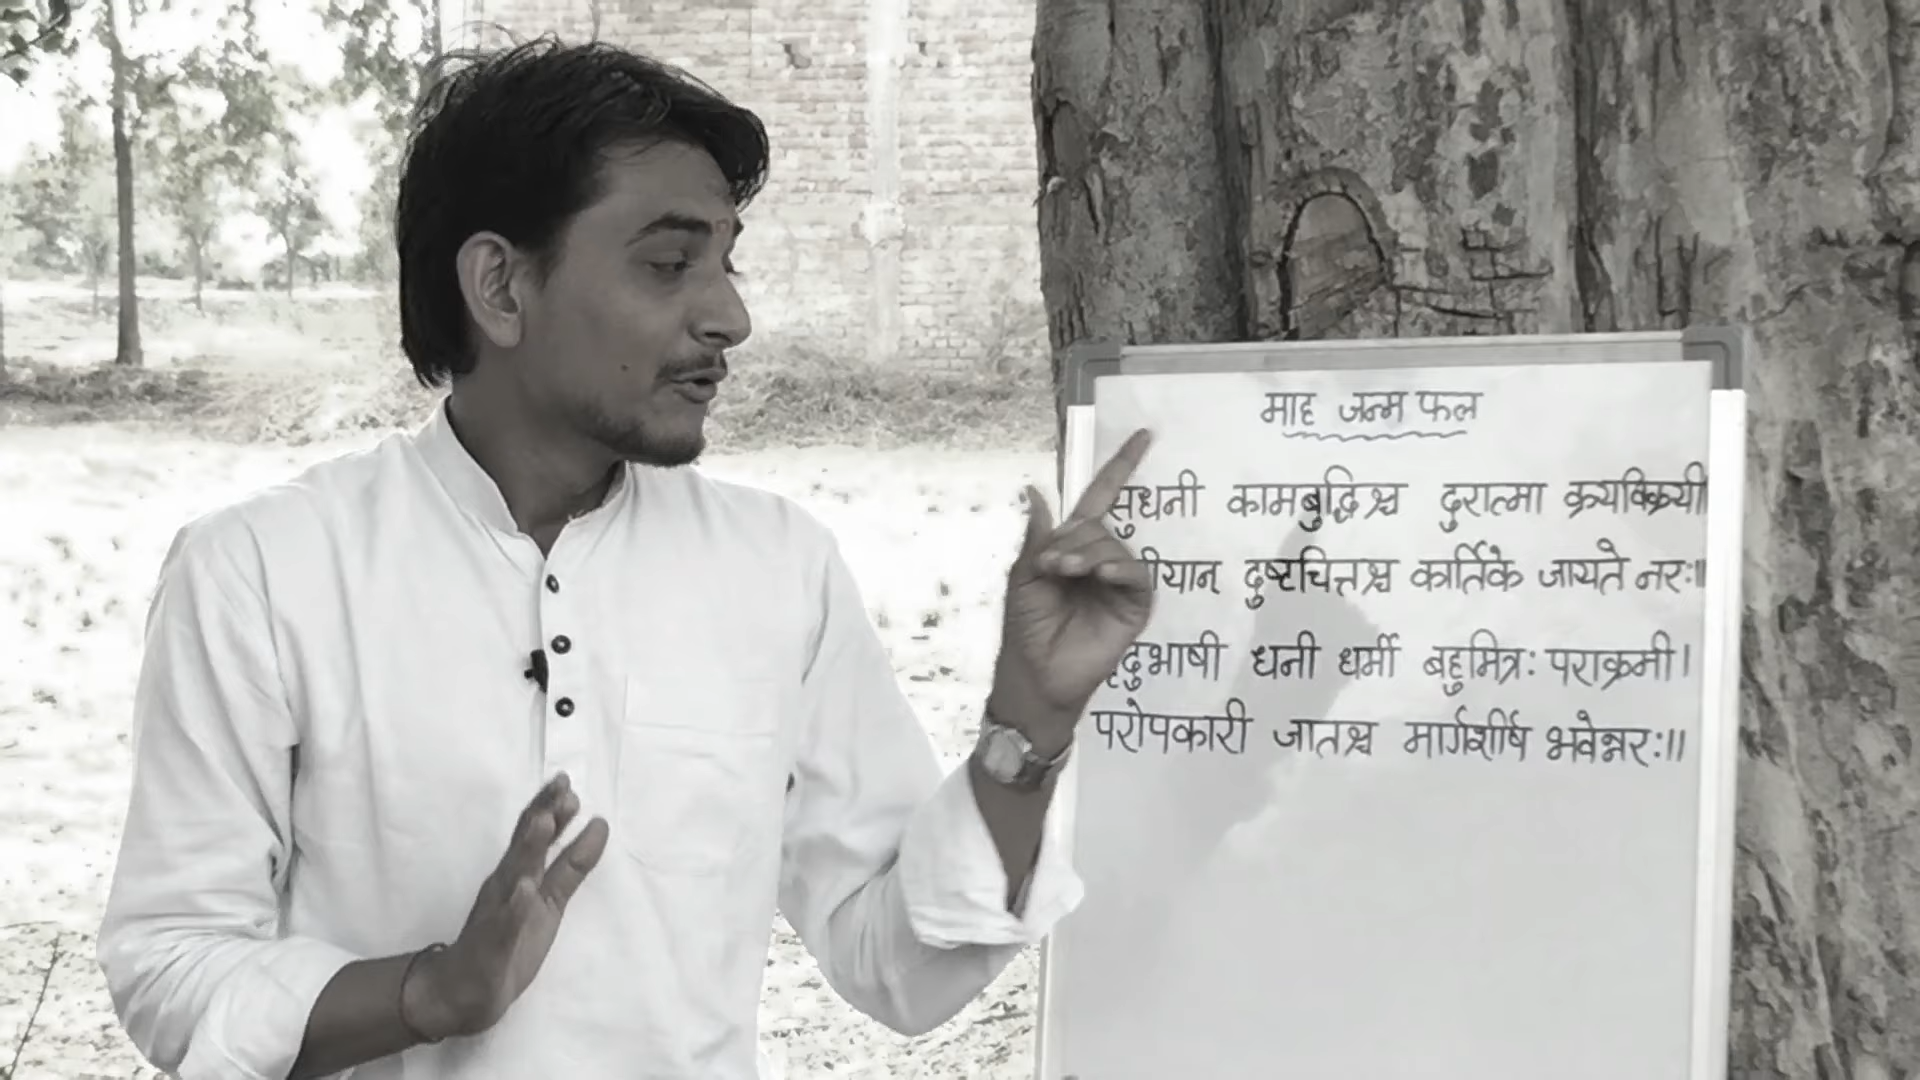 माह जन्म फल
सुधनी कामबुद्धिश्च दुरात्मा क्रयविक्रयी
दुष्टचित्तश्च कार्तिके जायते नरः॥
धनी धर्मी बहुमित्रः पराक्रमी।
परोपकारी जातश्च मार्गशीर्षि भवेन्नरः॥